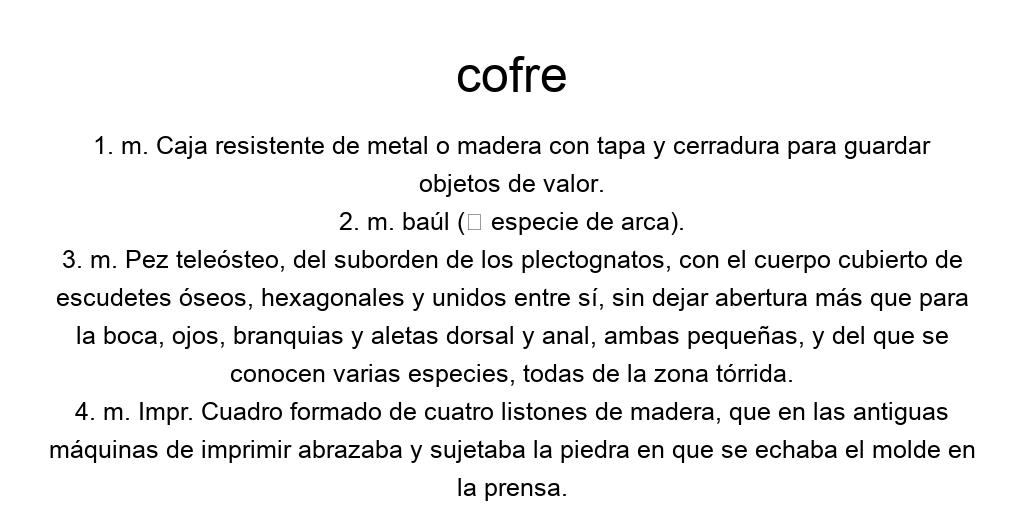 cofre
1. m. Caja resistente de metal o madera con tapa y cerradura para guardar
objetos de valor.
2. m. baúl (□ especie de arca).
3. m. Pez teleósteo, del suborden de los plectognatos, con el cuerpo cubierto de
escudetes óseos, hexagonales y unidos entre sí, sin dejar abertura más que para
la boca, ojos, branquias y aletas dorsal y anal, ambas pequeñas, y del que se
conocen varias especies, todas de la zona tórrida.
4. m. Impr. Cuadro formado de cuatro listones de madera, que en las antiguas
máquinas de imprimir abrazaba y sujetaba la piedra en que se echaba el molde en
la prensa.